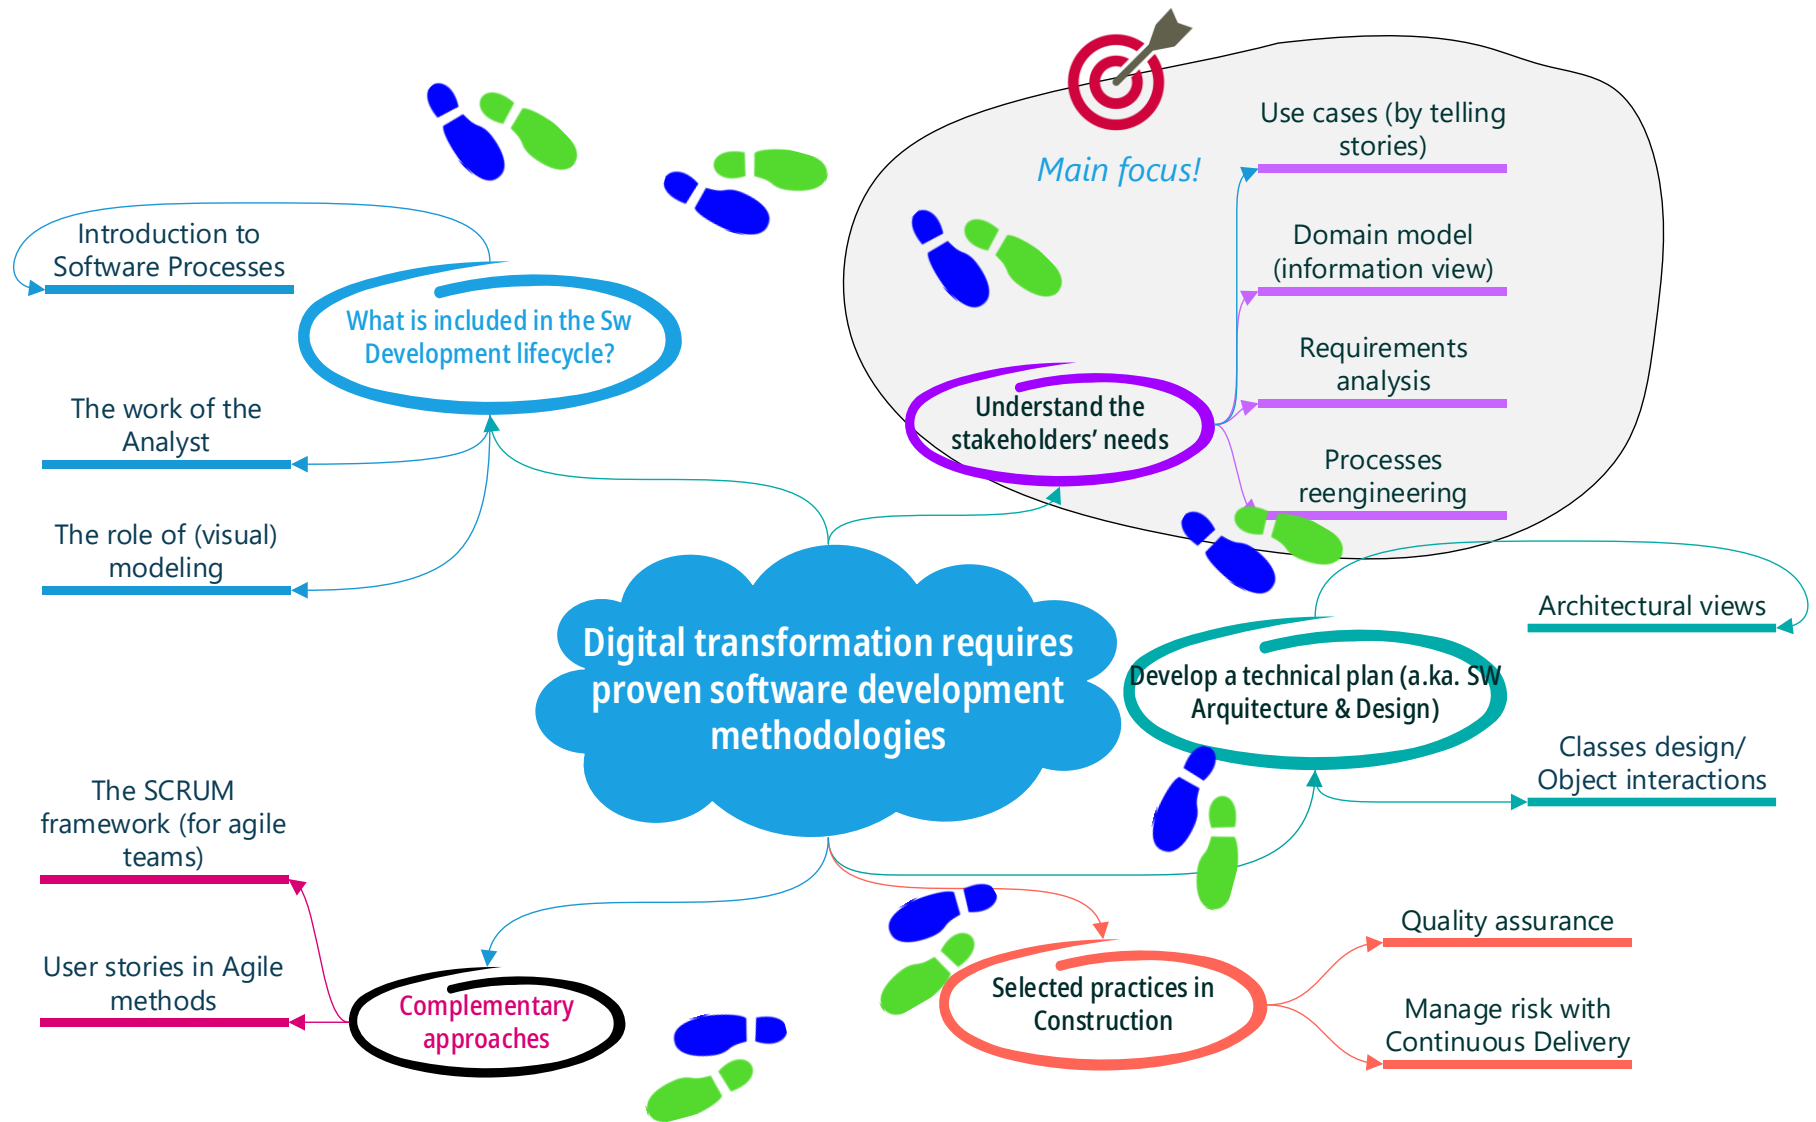 Main focus!
Use cases (by telling
stories)
Domain model
(information view)
Requirements
analysis
Processes
reengineering
Understand the
stakeholders’ needs
Introduction to
Software Processes
What is included in the Sw
Development lifecycle?
The work of the
Analyst
The role of (visual)
modeling
Digital transformation requires
proven software development
methodologies
Architectural views
Develop a technical plan (a.ka. SW
Arquitecture & Design)
Classes design/
Object interactions
The SCRUM
framework (for agile
teams)
User stories in Agile
methods
Complementary
approaches
Selected practices in
Construction
Quality assurance
Manage risk with
Continuous Delivery